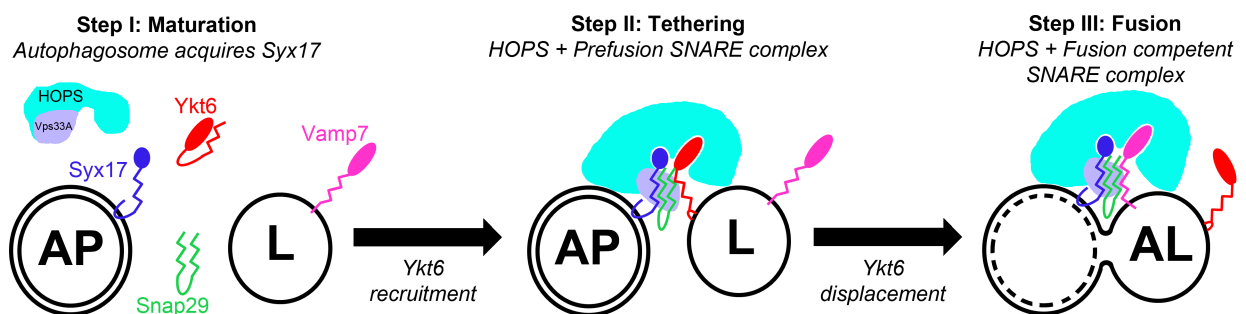 Step I: Maturation
Autophagosome acquires Syx17
HOPS
Vps33A
Ykt6
Syx17
Vamp7
AP
L
Snap29
Ykt6
recruitment
Step II: Tethering
HOPS + Prefusion SNARE complex
AP
L
Ykt6
displacement
Step III: Fusion
HOPS + Fusion competent
SNARE complex
AL